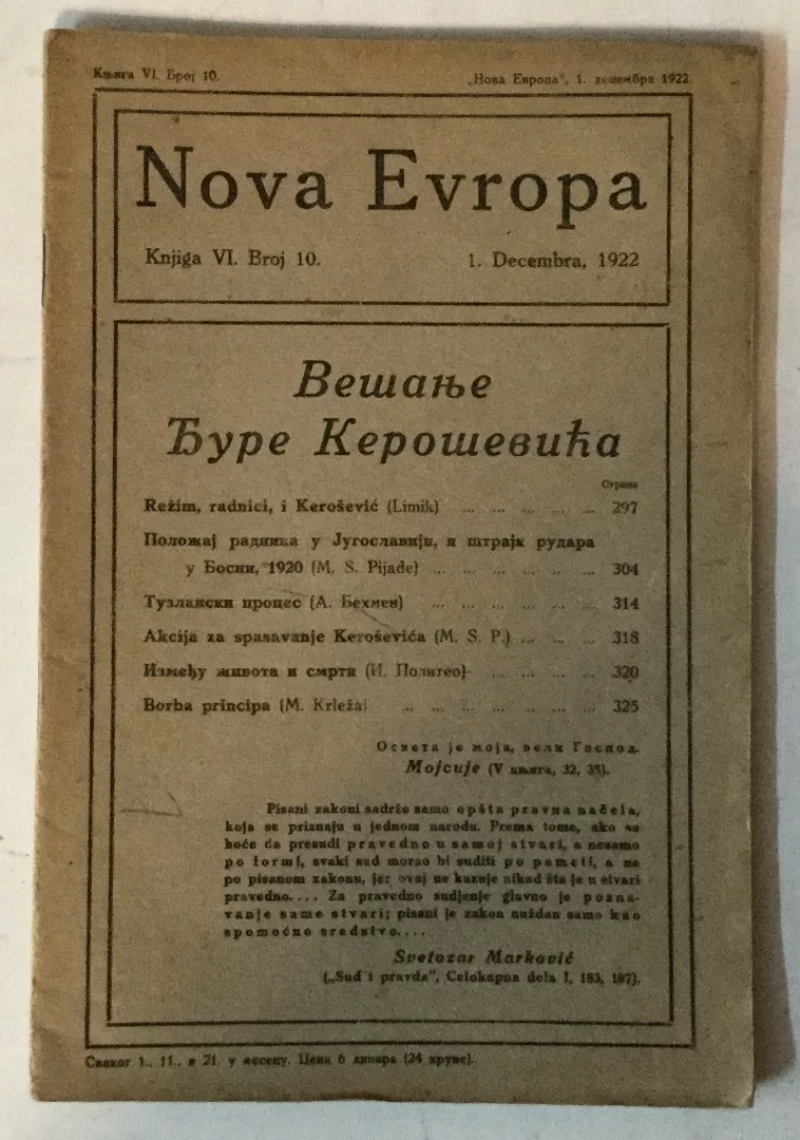 Књига VI. Број 10.
„Нова Европа", 1. децембра 1922
Nova Evropa
Knjiga VI. Broj 10.
1. Decembra, 1922
Вешање
Ђуре Керошевића
Страна
Režim, radnici, i Kerošević (Limik) ... ... ... ... ... 297
Положај радника у Југославији, и штрајк рудара
у Босни, 1920 (M. S. Pijade) ... ... ... ... ... 304
Тузлански процес (А. Бехмен) ... ... ... ... ... 314
Akcija za spasavanje Keroševića (M. S. P.) ... ... ... 318
Између живота и смрти (И. Политео) ... ... ... ... 320
Borba principa (M. Krleža) ... ... ... ... ... ... ... 325
Освета је моја, вели Господ.
Мојсије (V књига, 32, 35).
Pisani zakoni sadrže samo opšta pravna načela,
koja se priznaju u jednom narodu. Prema tome, ako se
hoće da presudi pravedno u samoj stvari, a nesamo
po formi, svaki sud morao bi suditi po pameti, a ne
po pisanom zakonu, jer ovaj ne kazuje nikad šta je u stvari
pravedno.... Za pravedno sudjenje glavno je pozna-
vanje same stvari; pisani je zakon nuždan samo kao
spomoćno sredstvo....
Svetozar Marković
(„Sud i pravda", Celokupna dela I, 183, 187).
Сваког 1., 11., и 21. у месецу. Цена 6 динара (24 круне).